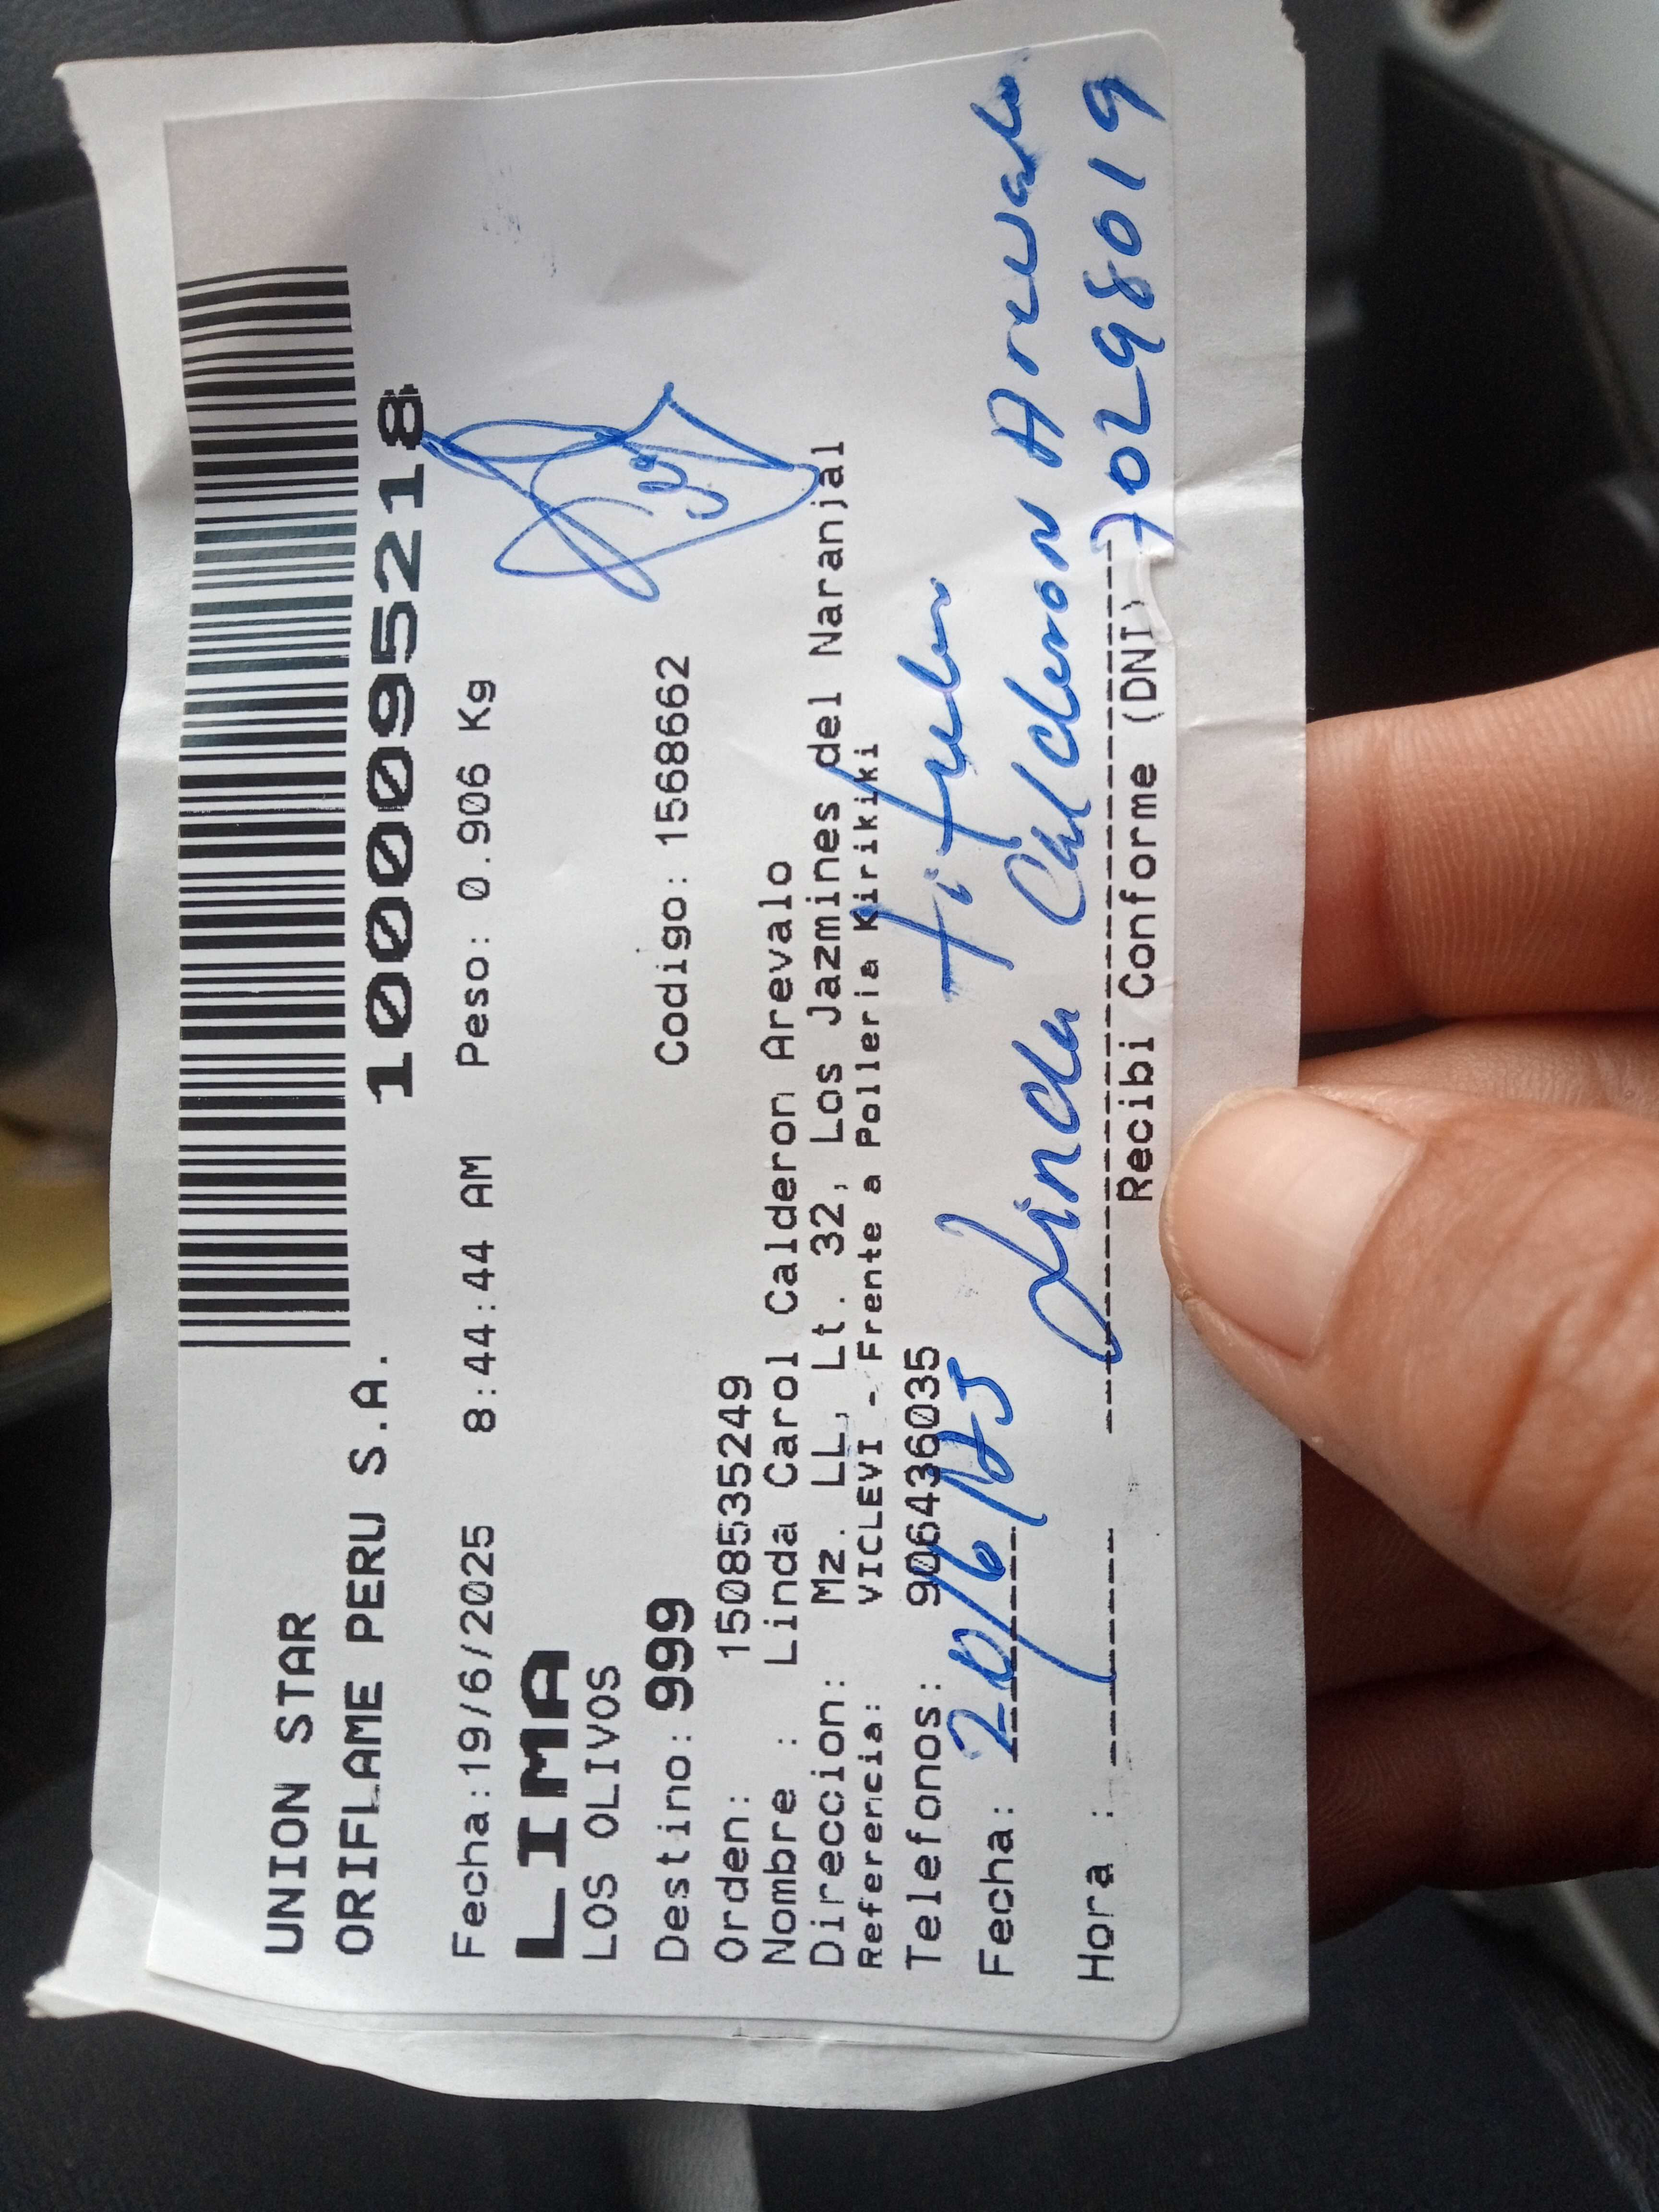 UNION STAR
ORIFLAME PERU S.A.
10000095218
Fecha:19/6/2025 8:44:44 AM Peso: 0.906 Kg
LIMA
LOS OLIVOS
Destino: 999 Codigo: 1568662
Orden: 1508535249
Nombre : Linda Carol Calderon Arevalo
Direccion: Mz. LL, Lt. 32, Los Jazmines del Naranjal
Referencia: VICLEVI - Frente a Polleria Kirikiki
Telefonos: 906436035
titular
Fecha: 20/6/25 Linda Calderon Arevalo
Hora :
Recibi Conforme (DNI) 70298019